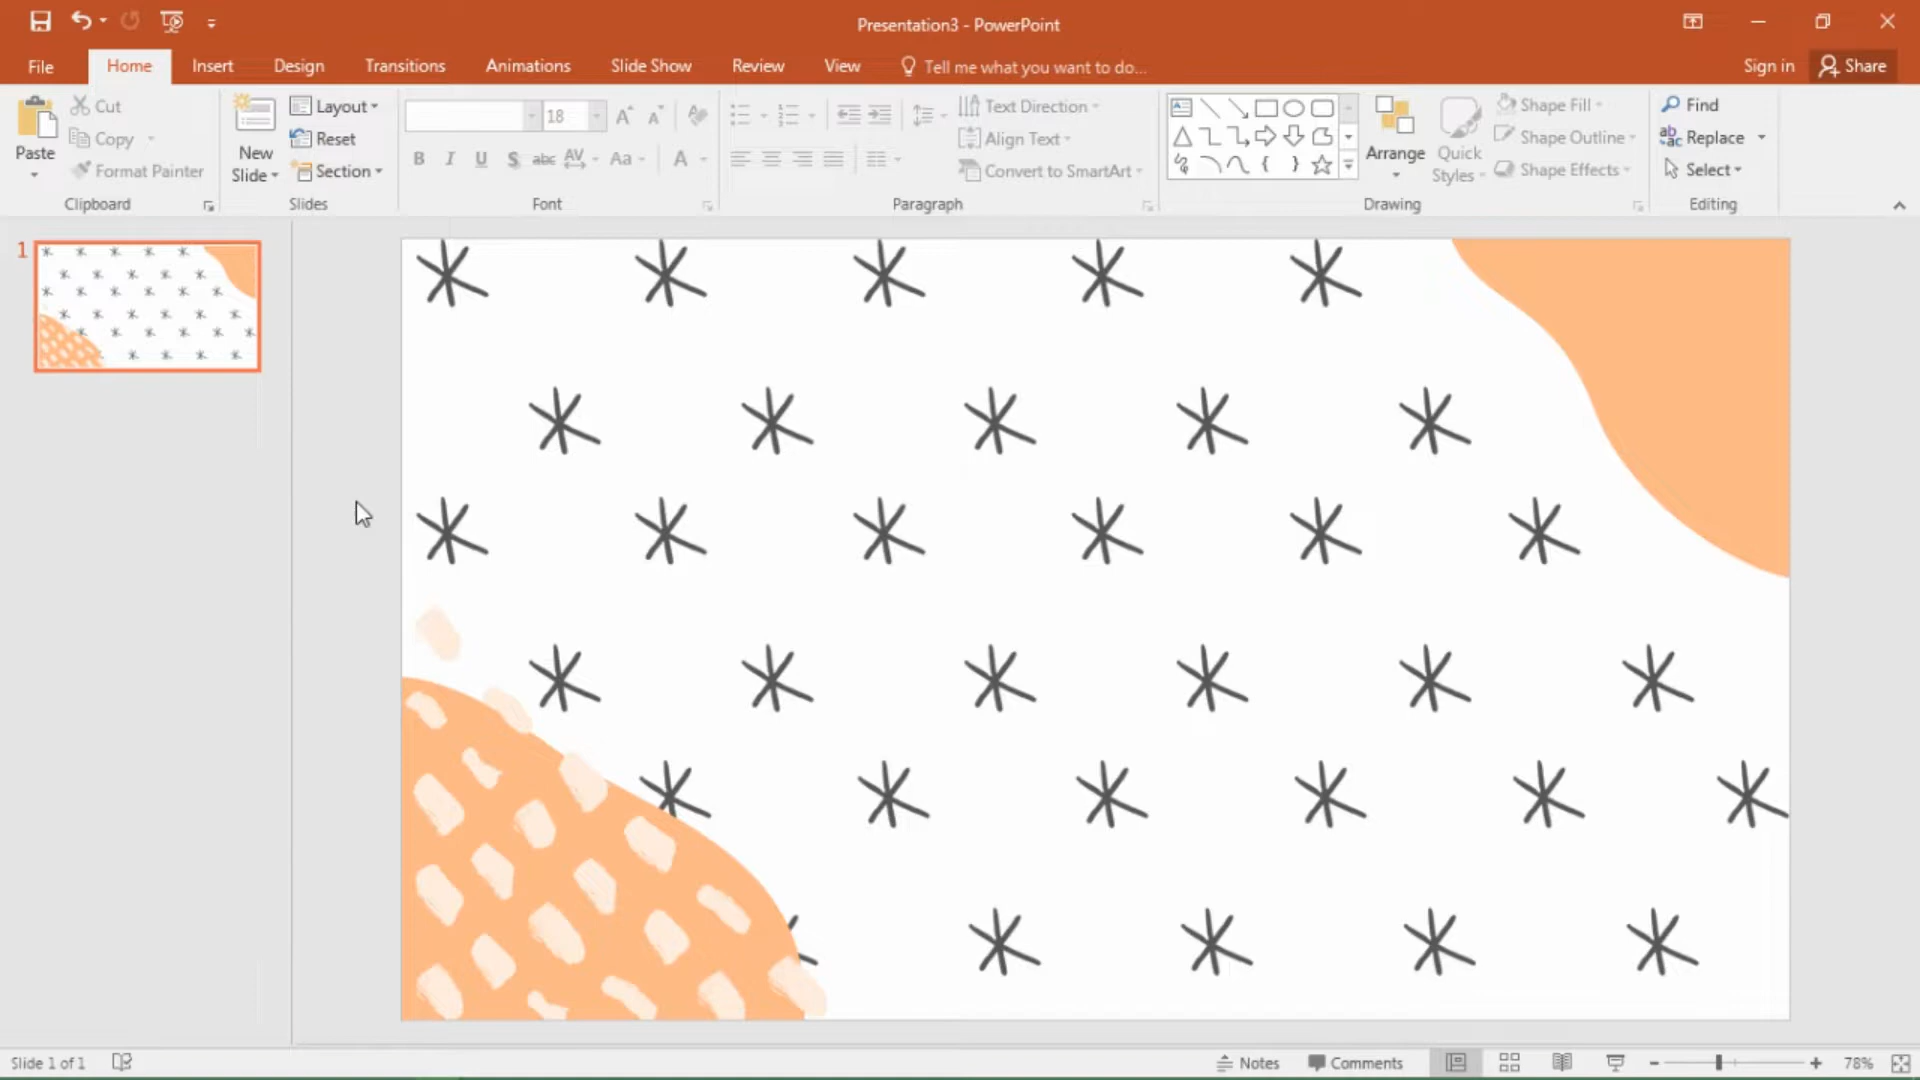 Presentation3 - PowerPoint
File Home Insert Design Transitions Animations Slide Show Review View Tell me what you want to do... Sign in Share
Paste
Cut
Copy
Format Painter
Clipboard
New Slide
Layout
Reset
Section
Slides
18
B I U S abc AV Aa A
Font
Text Direction
Align Text
Convert to SmartArt
Paragraph
Arrange
Quick Styles
Shape Fill
Shape Outline
Shape Effects
Drawing
Find
Replace
Select
Editing
1
Slide 1 of 1 Notes Comments 78%